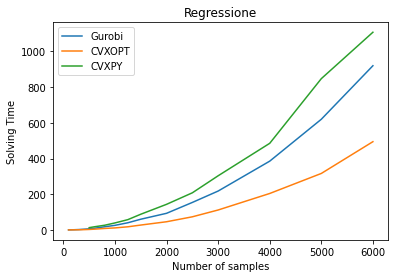 Regressione
Gurobi
CVXOPT
CVXPY
Solving Time
1000
800
600
400
200
0
0 1000 2000 3000 4000 5000 6000
Number of samples